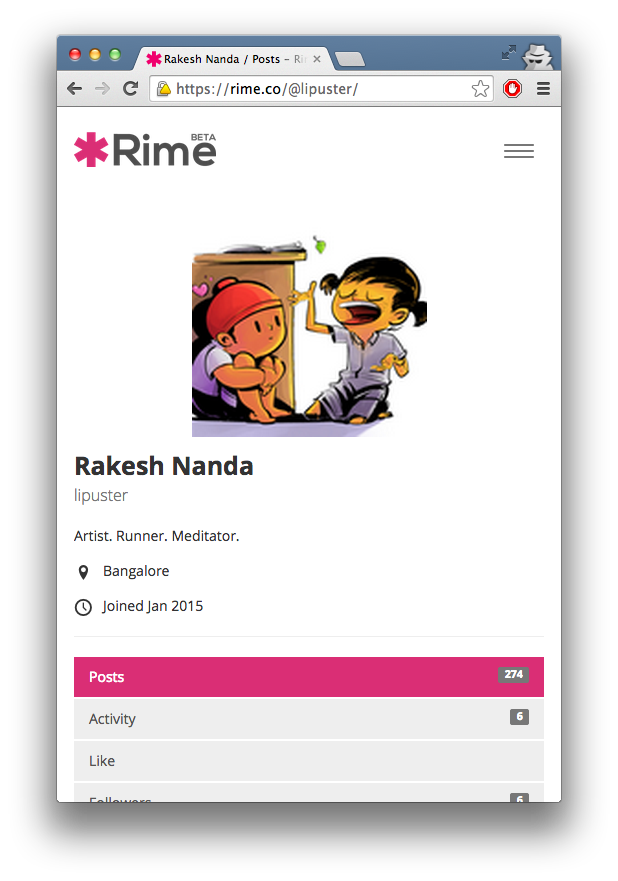 Rakesh Nanda / Posts – Ri
https://rime.co/@lipuster/
Rime BETA
Rakesh Nanda
lipuster
Artist. Runner. Meditator.
Bangalore
Joined Jan 2015
Posts 274
Activity 6
Like
Followers 6